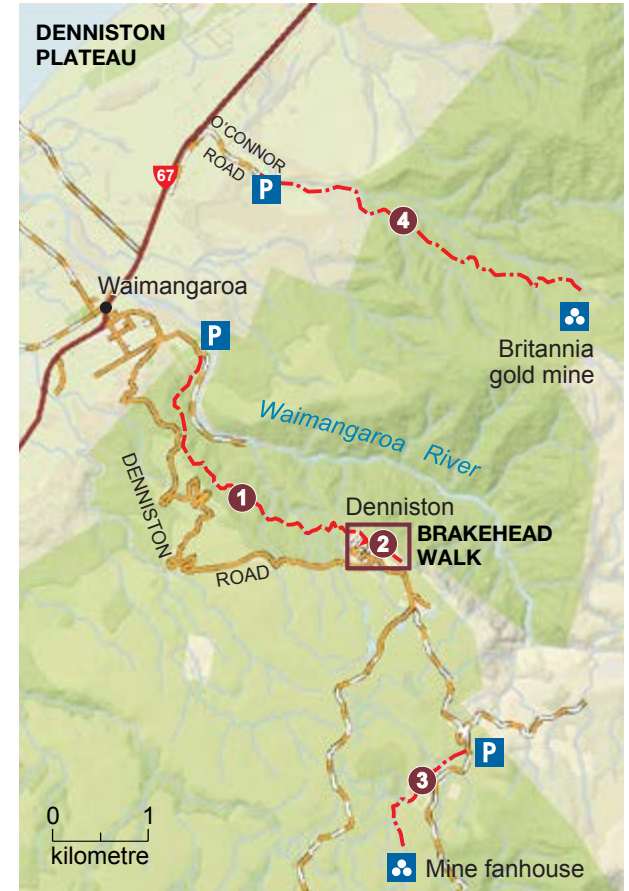 DENNISTON
PLATEAU
O'CONNOR
ROAD
67
P
4
Waimangaroa
P
Britannia
gold mine
Waimangaroa River
DENNISTON
ROAD
1
Denniston
2
BRAKEHEAD
WALK
P
3
0 1
kilometre
Mine fanhouse